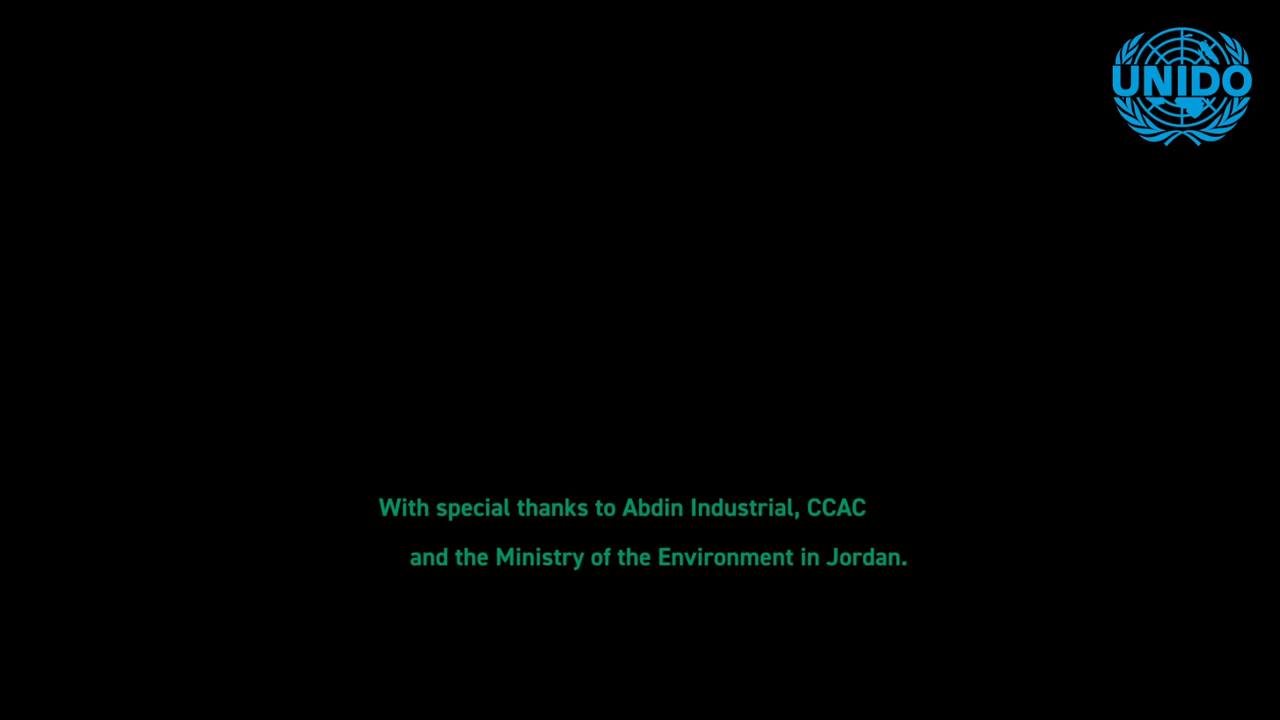 UNIDO
With special thanks to Abdin Industrial, CCAC
and the Ministry of the Environment in Jordan.